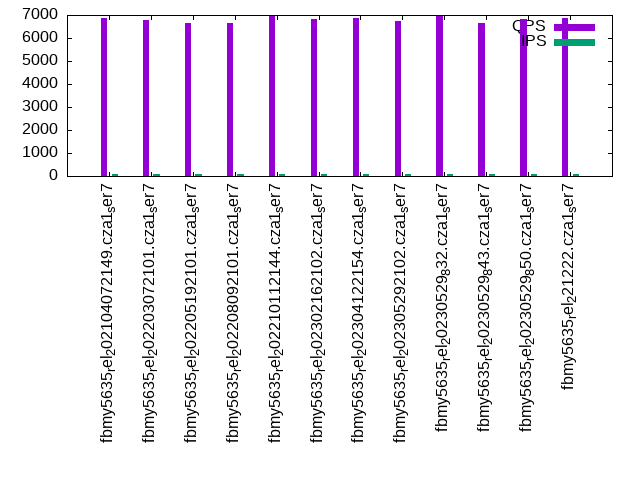 7000
6000
5000
4000
3000
2000
1000
0
QPS
IPS
fbmy5635rel202104072149.cza1ser7
fbmy5635rel202203072101.cza1ser7
fbmy5635rel202205192101.cza1ser7
fbmy5635rel202208092101.cza1ser7
fbmy5635rel202210112144.cza1ser7
fbmy5635rel202302162102.cza1ser7
fbmy5635rel202304122154.cza1ser7
fbmy5635rel202305292102.cza1ser7
fbmy5635rel20230529832.cza1ser7
fbmy5635rel20230529843.cza1ser7
fbmy5635rel20230529850.cza1ser7
fbmy5635rel221222.cza1ser7